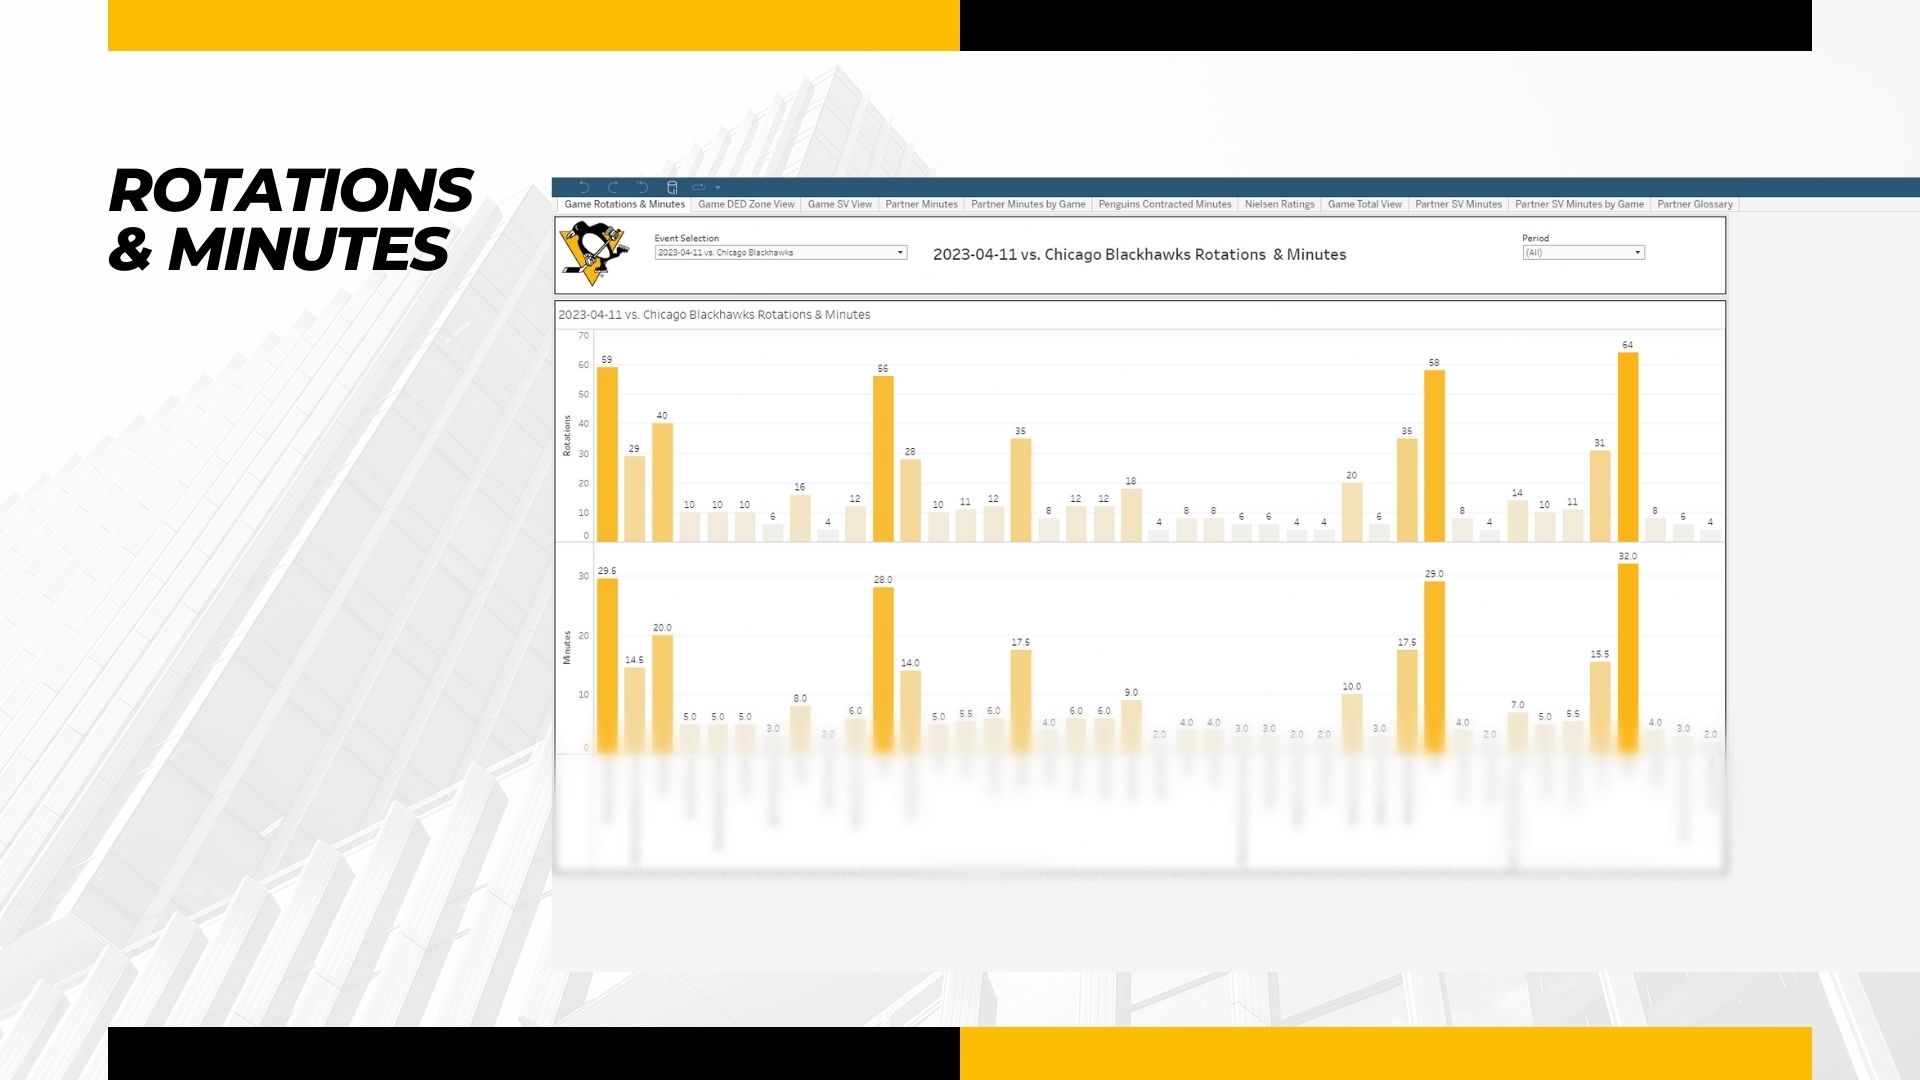 ROTATIONS
& MINUTES
Game Rotations & Minutes Game DED Zone View Game SV View Partner Minutes Partner Minutes by Game Penguins Contracted Minutes Nielsen Ratings Game Total View Partner SV Minutes Partner SV Minutes by Game Partner Glossary
Event Selection
2023-04-11 vs. Chicago Blackhawks
2023-04-11 vs. Chicago Blackhawks Rotations & Minutes
Period
(All)
2023-04-11 vs. Chicago Blackhawks Rotations & Minutes
Rotations
70
60
50
40
30
20
10
0
59 29 40 10 10 10 6 16 4 12 56 28 10 11 12 35 8 12 12 18 4 8 8 6 6 4 4 20 6 35 58 8 4 14 10 11 31 64 8 6 4
Minutes
30
20
10
0
29.5 14.5 20.0 5.0 5.0 5.0 3.0 8.0 2.0 6.0 28.0 14.0 5.0 5.5 6.0 17.5 4.0 6.0 6.0 9.0 2.0 4.0 4.0 3.0 3.0 2.0 2.0 10.0 3.0 17.5 29.0 4.0 2.0 7.0 5.0 5.5 15.5 32.0 4.0 3.0 2.0